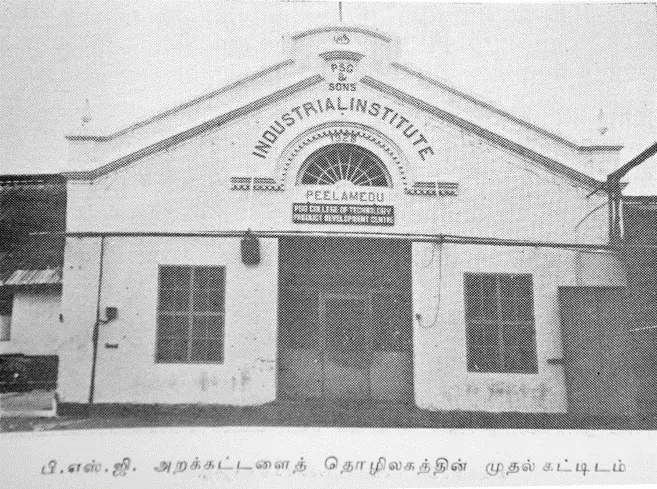 PSG
&
SONS
INDUSTRIAL INSTITUTE
PEELAMEDU
PSG COLLEGE OF TECHNOLOGY
PRODUCT DEVELOPMENT CENTRE
பி.எஸ்.ஜி. அறக்கட்டளைத் தொழிலகத்தின் முதல் கட்டிடம்